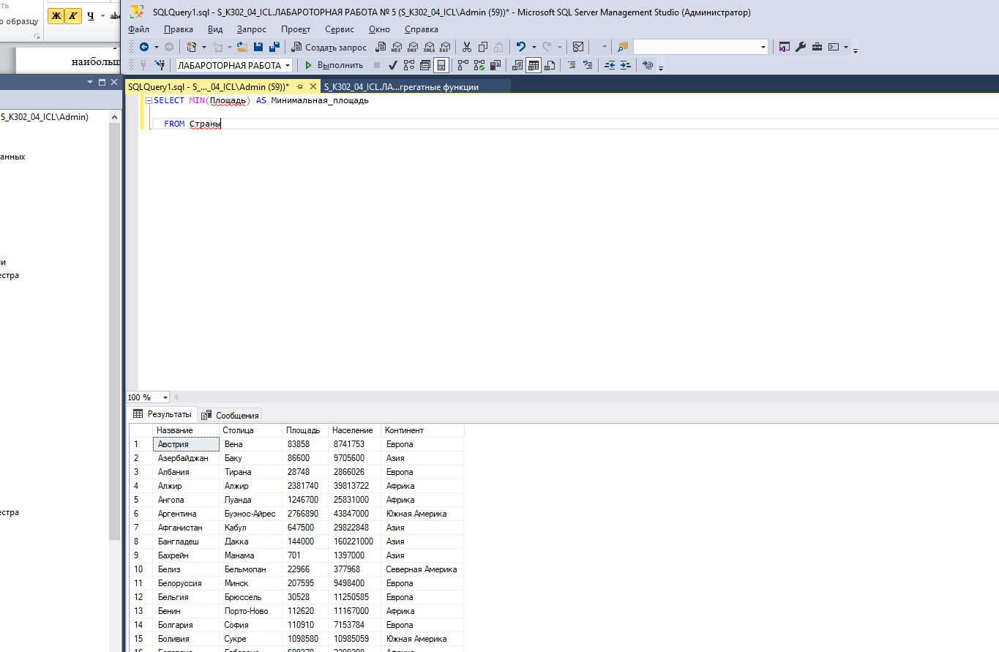 ать
о образцу
Ж К Ч abc
наибольш
SQLQuery1.sql - S_K302_04_ICL.ЛАБАРОТОРНАЯ РАБОТА № 5 (S_K302_04_ICL\Admin (59))* - Microsoft SQL Server Management Studio (Администратор)
Файл Правка Вид Запрос Проект Сервис Окно Справка
Создать запрос MDX DMX XMLA DAX
ЛАБАРОТОРНАЯ РАБОТА Выполнить
SQLQuery1.sql - S_..._04_ICL\Admin (59))* S_K302_04_ICL.ЛА...грегатные функции
SELECT MIN(Площадь) AS Минимальная_площадь
FROM Страны
S_K302_04_ICL\Admin)
анных
и
естра
естра
100 %
Результаты Сообщения
Название Столица Площадь Население Континент
1 Австрия Вена 83858 8741753 Европа
2 Азербайджан Баку 86600 9705600 Азия
3 Албания Тирана 28748 2866026 Европа
4 Алжир Алжир 2381740 39813722 Африка
5 Ангола Луанда 1246700 25831000 Африка
6 Аргентина Буэнос-Айрес 2766890 43847000 Южная Америка
7 Афганистан Кабул 647500 29822848 Азия
8 Бангладеш Дакка 144000 160221000 Азия
9 Бахрейн Манама 701 1397000 Азия
10 Белиз Бельмопан 22966 377968 Северная Америка
11 Белоруссия Минск 207595 9498400 Европа
12 Бельгия Брюссель 30528 11250585 Европа
13 Бенин Порто-Ново 112620 11167000 Африка
14 Болгария София 110910 7153784 Европа
15 Боливия Сукре 1098580 10985059 Южная Америка